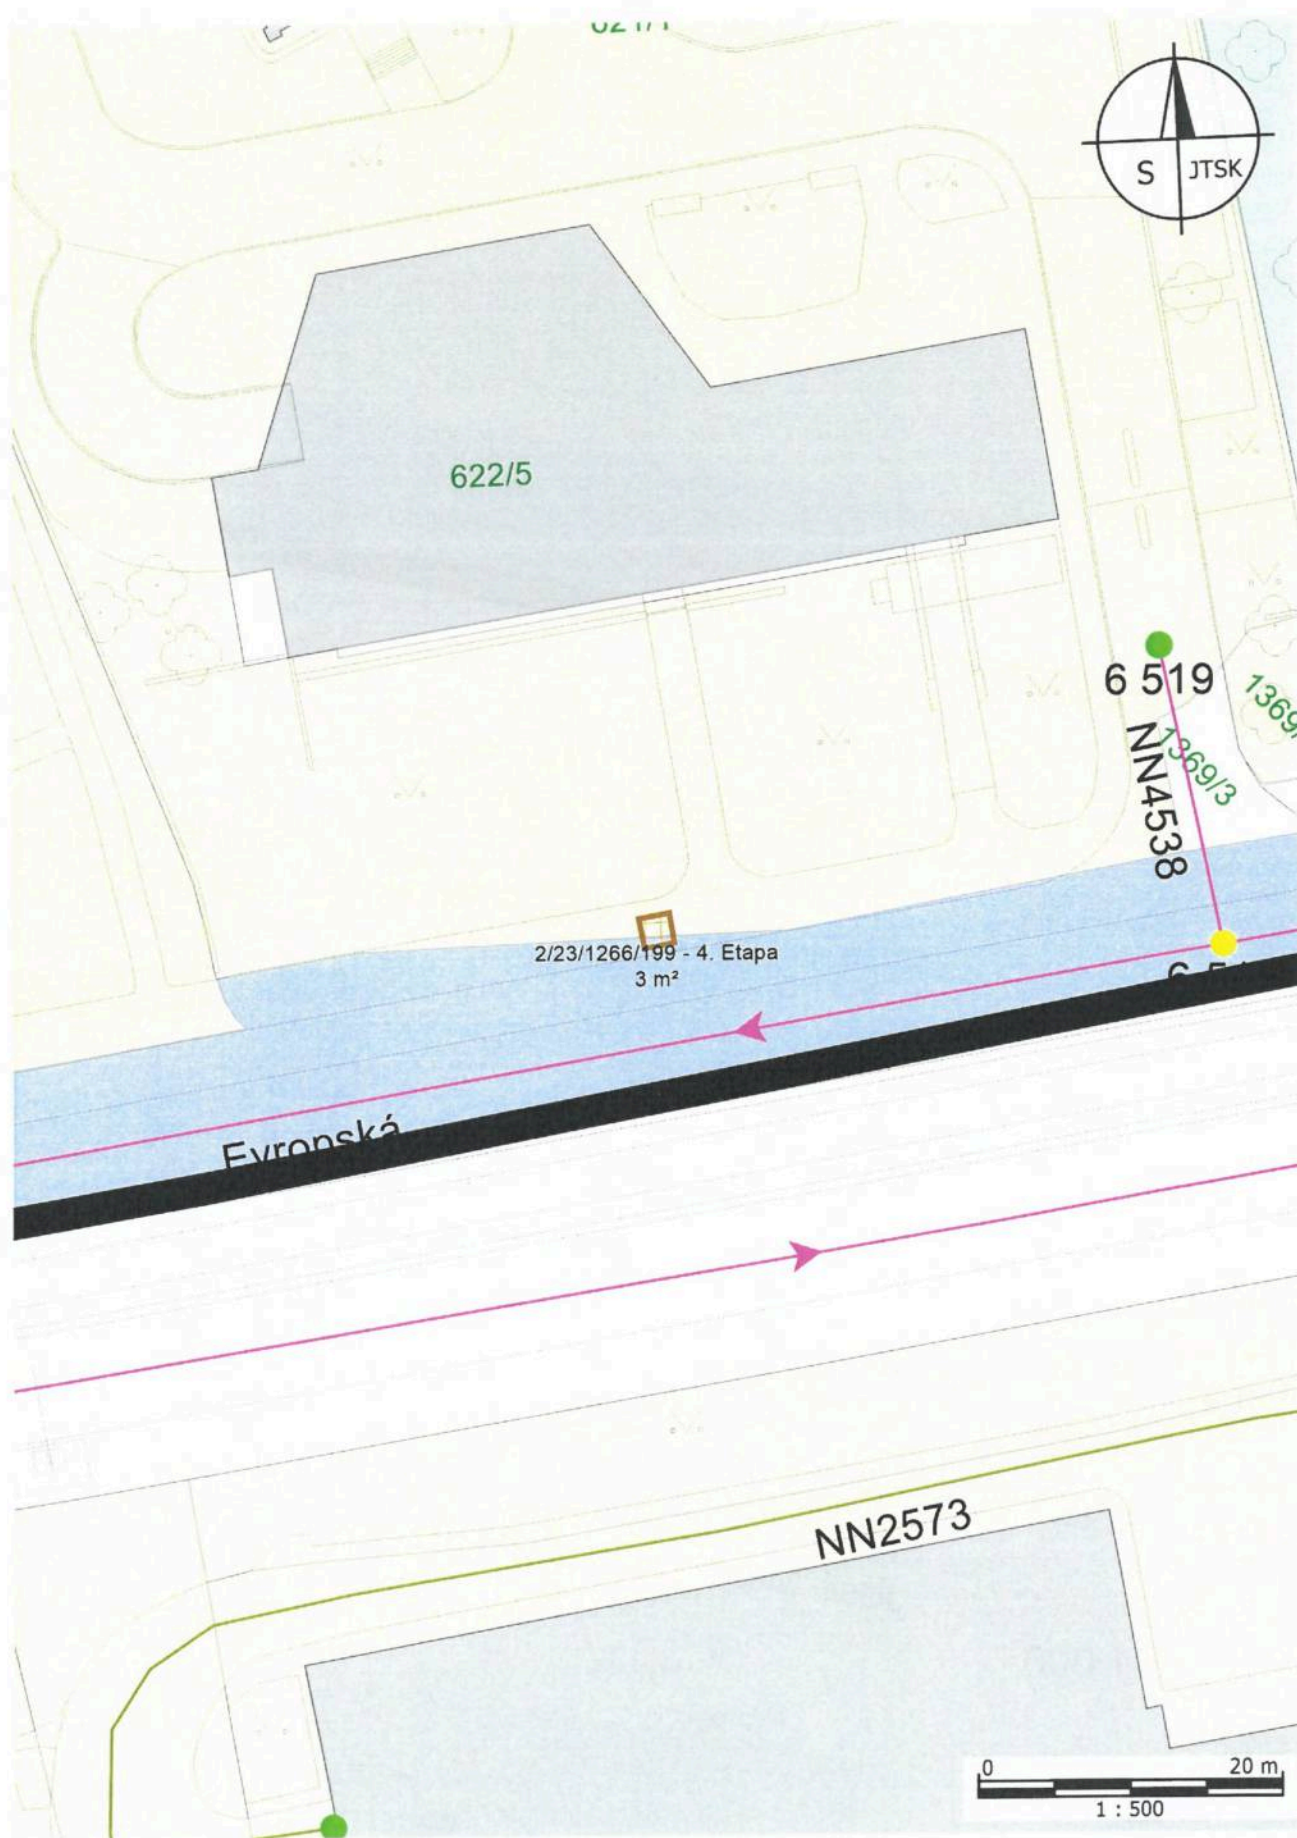 S JTSK
622/5
6 519
1369/3
NN4538
2/23/1266/199 - 4. Etapa
3 m²
Evropská
NN2573
0 20 m
1 : 500